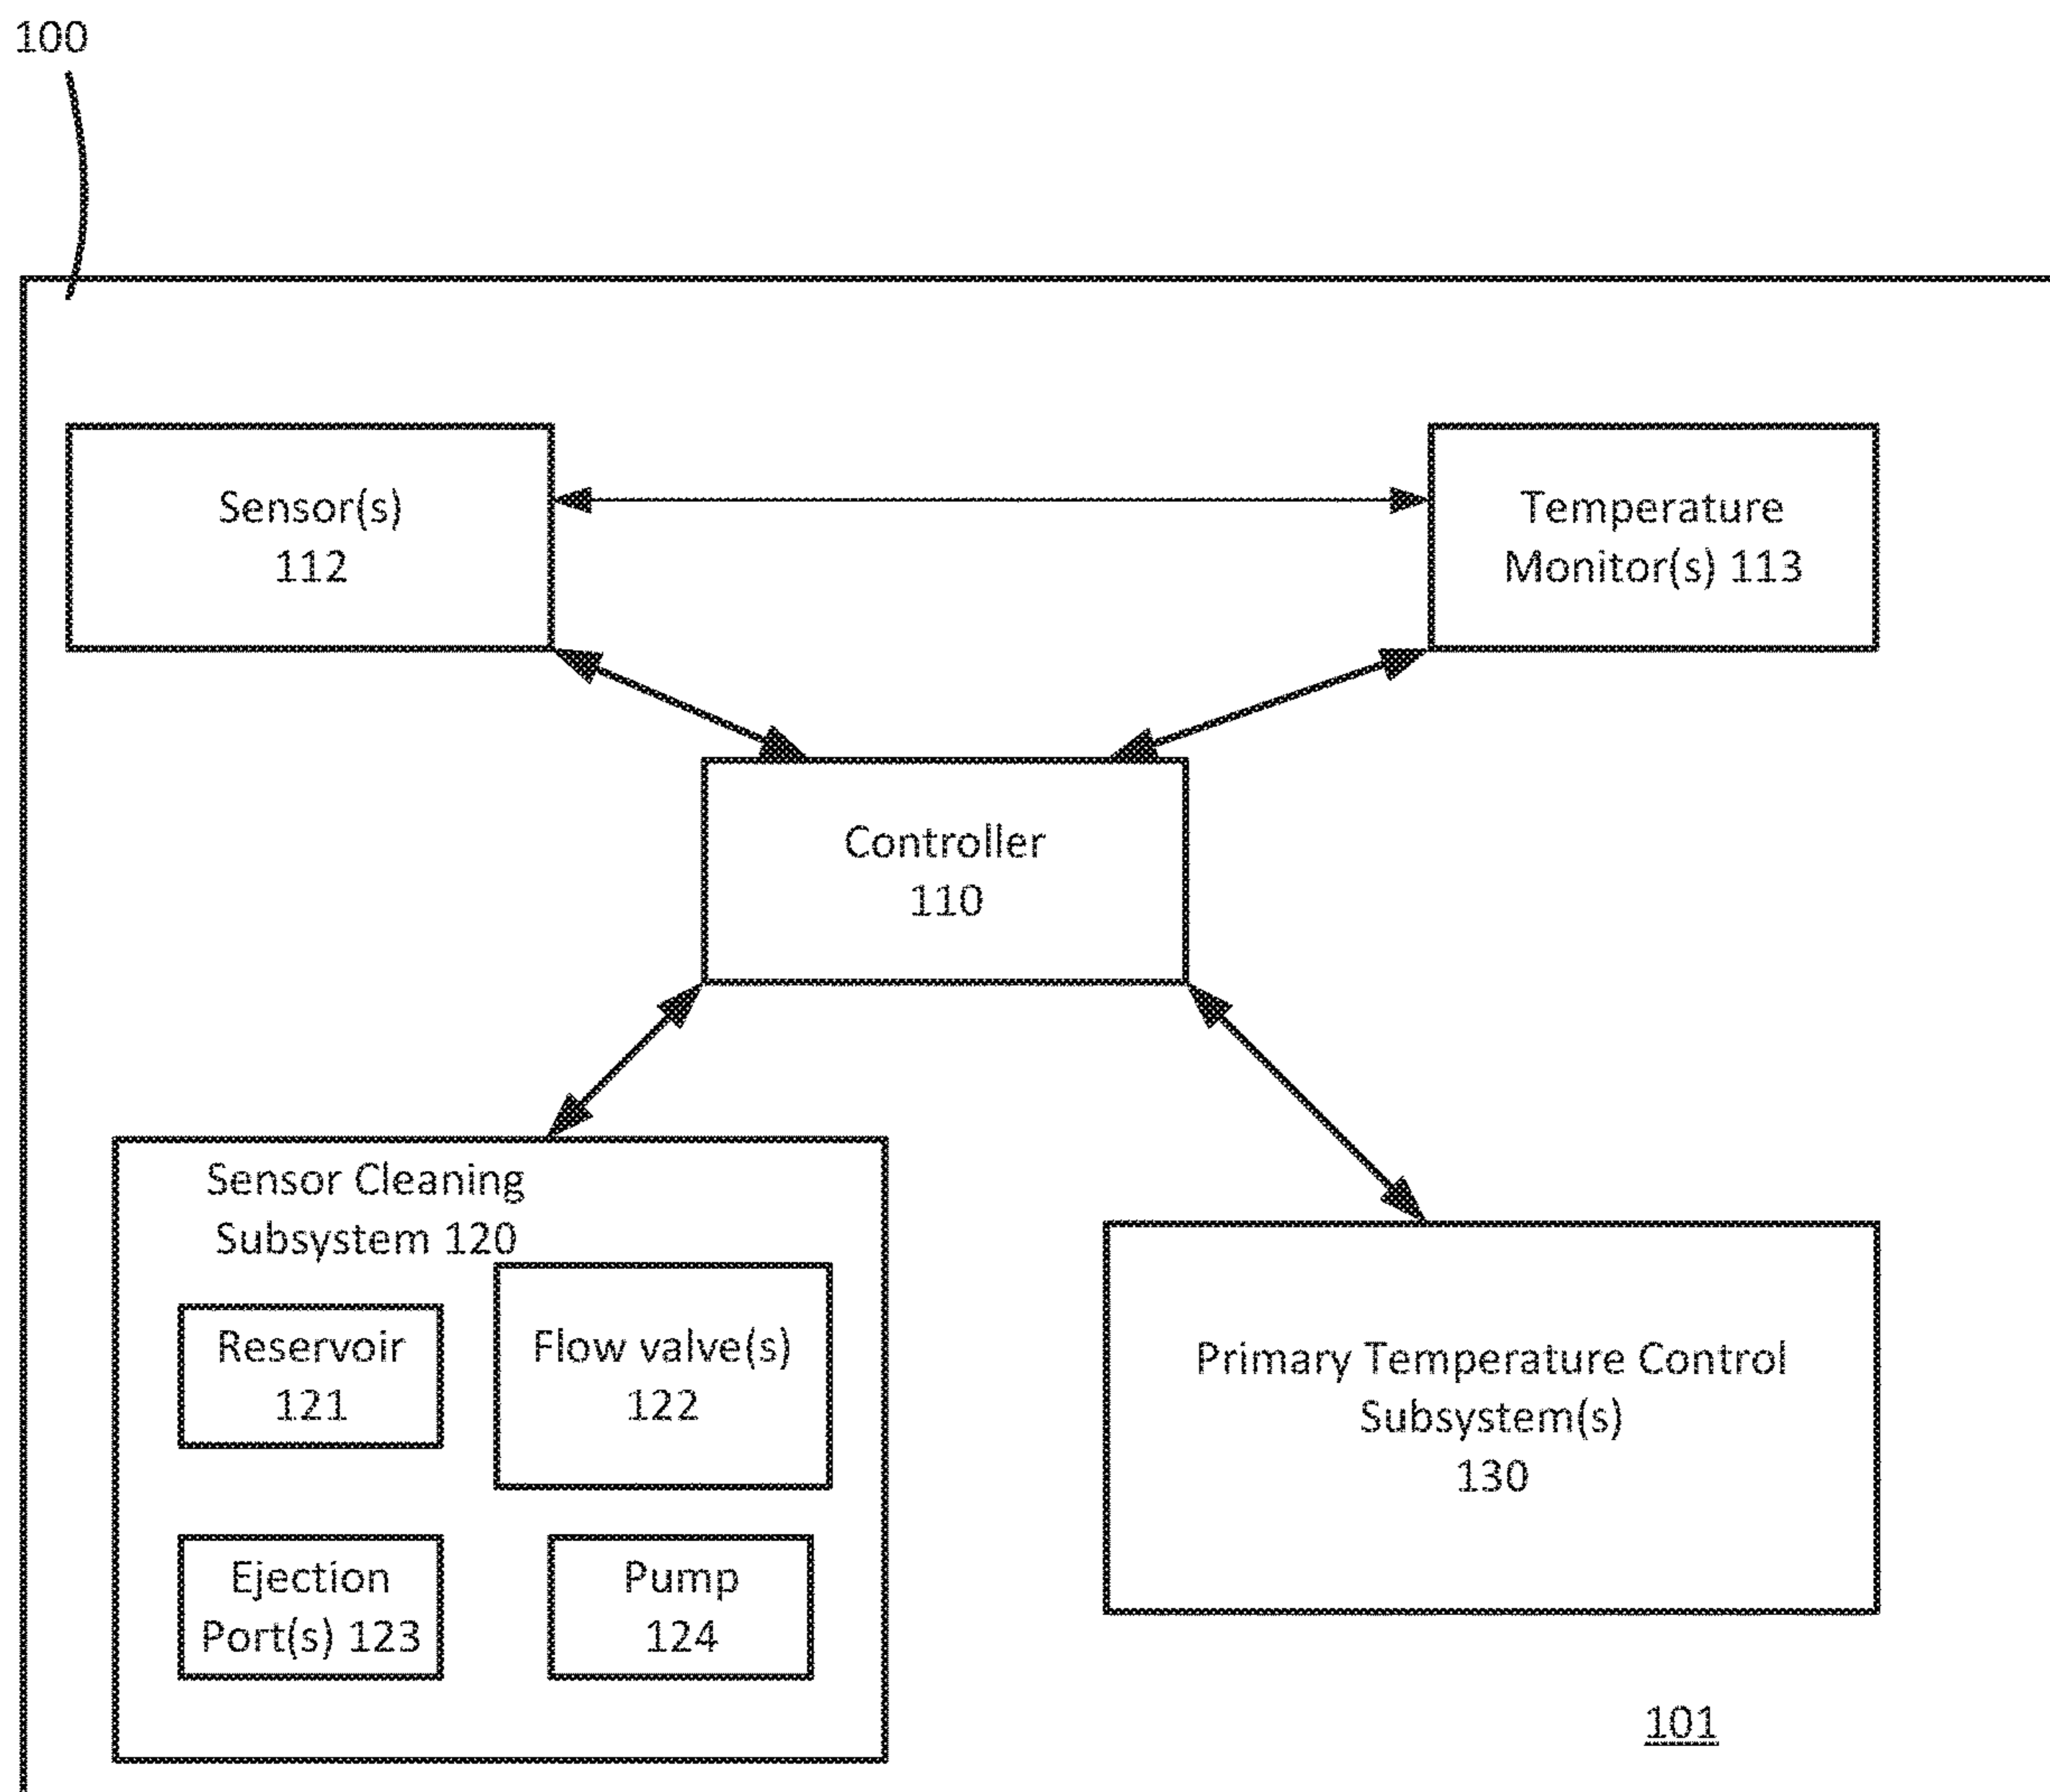 100
Sensor(s)
112
Temperature
Monitor(s) 113
Controller
110
Sensor Cleaning
Subsystem 120
Reservoir
121
Flow valve(s)
122
Ejection
Port(s) 123
Pump
124
Primary Temperature Control
Subsystem(s)
130
101